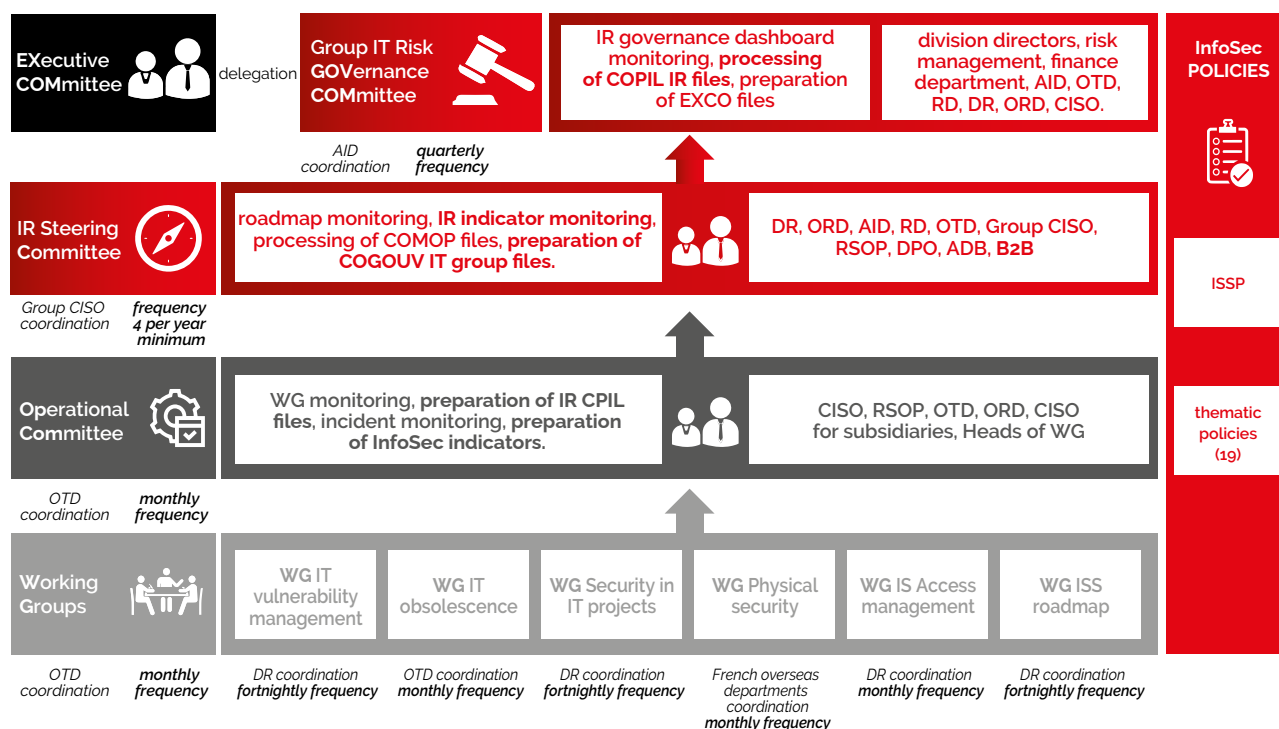 EXecutive
COMmittee
delegation
Group IT Risk
GOVernance
COMmittee
IR governance dashboard
monitoring, processing
of COPIL IR files, preparation
of EXCO files
division directors, risk
management, finance
department, AID, OTD,
RD, DR, ORD, CISO.
InfoSec
POLICIES
AID
coordination
quarterly
frequency
IR Steering
Committee
roadmap monitoring, IR indicator monitoring,
processing of COMOP files, preparation of
COGOUV IT group files.
DR, ORD, AID, RD, OTD, Group CISO,
RSOP, DPO, ADB, B2B
ISSP
Group CISO
coordination
frequency
4 per year
minimum
Operational
Committee
WG monitoring, preparation of IR CPIL
files, incident monitoring, preparation
of InfoSec indicators.
CISO, RSOP, OTD, ORD, CISO
for subsidiaries, Heads of WG
thematic
policies
(19)
OTD
coordination
monthly
frequency
Working
Groups
WG IT
vulnerability
management
WG IT
obsolescence
WG Security in
IT projects
WG Physical
security
WG IS Access
management
WG ISS
roadmap
OTD
coordination
monthly
frequency
DR coordination
fortnightly frequency
OTD coordination
monthly frequency
DR coordination
fortnightly frequency
French overseas
departments
coordination
monthly frequency
DR coordination
monthly frequency
DR coordination
fortnightly frequency